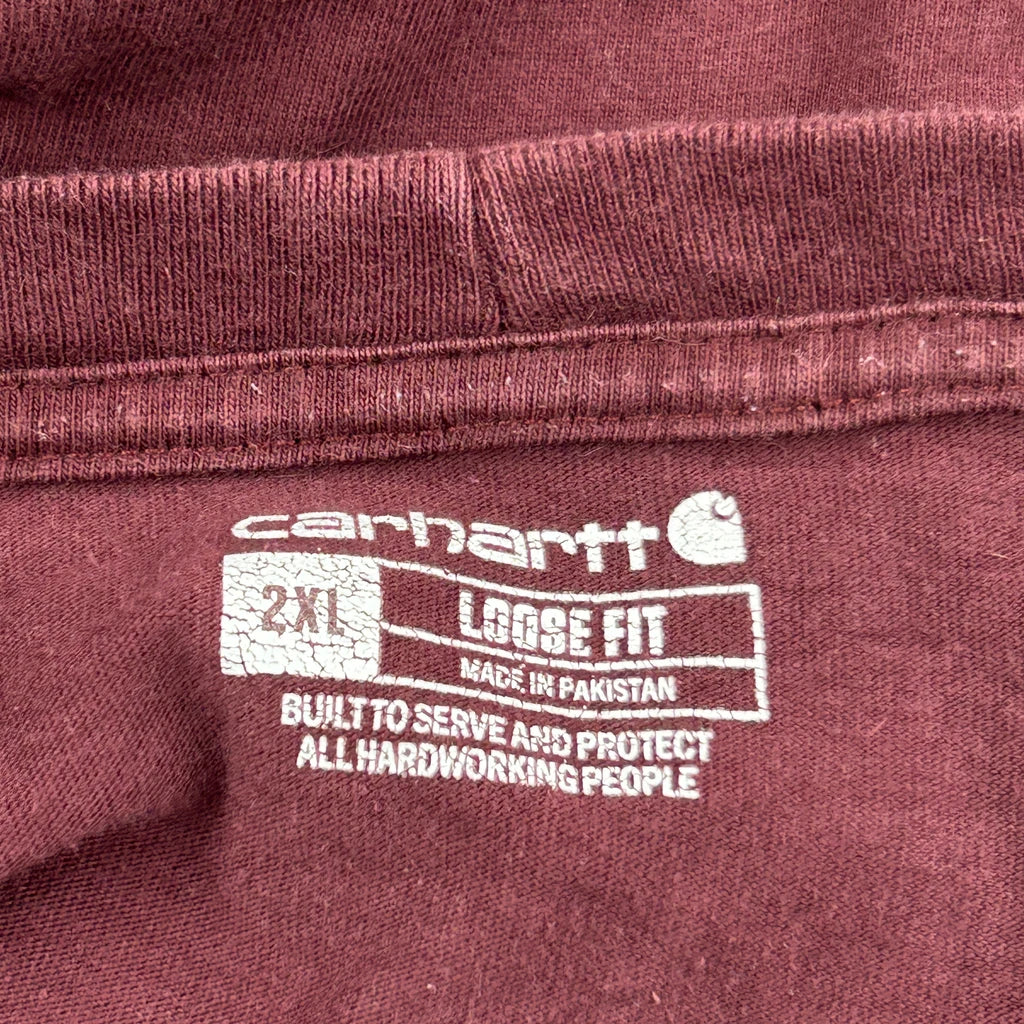 carhartt
2XL
LOOSE FIT
MADE IN PAKISTAN
BUILT TO SERVE AND PROTECT
ALL HARDWORKING PEOPLE